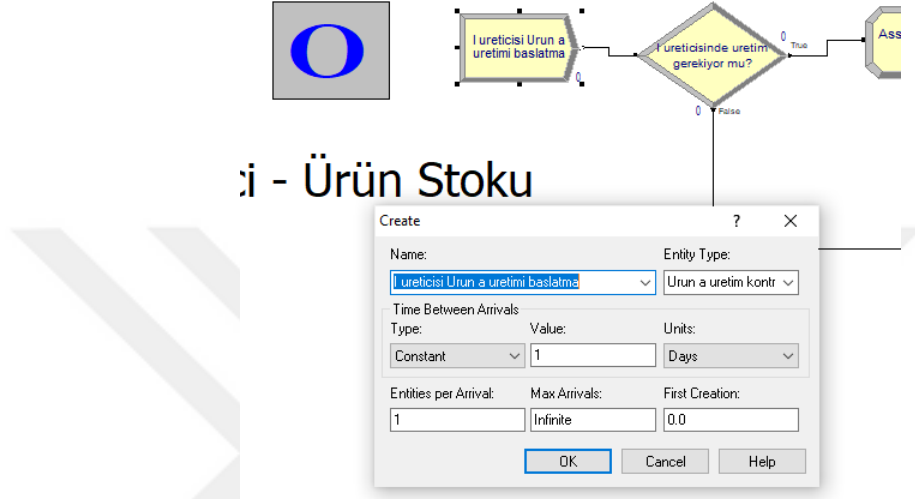 O
I ureticisi Urun a
uretimi baslatma
0
I ureticisinde uretim
gerekiyor mu?
0
True
0
False
Ass
ci - Ürün Stoku
Create
?
Name:
Entity Type:
I ureticisi Urun a uretimi baslatma
Urun a uretim kontr
Time Between Arrivals
Type:
Value:
Units:
Constant
1
Days
Entities per Arrival:
Max Arrivals:
First Creation:
1
Infinite
0.0
OK
Cancel
Help